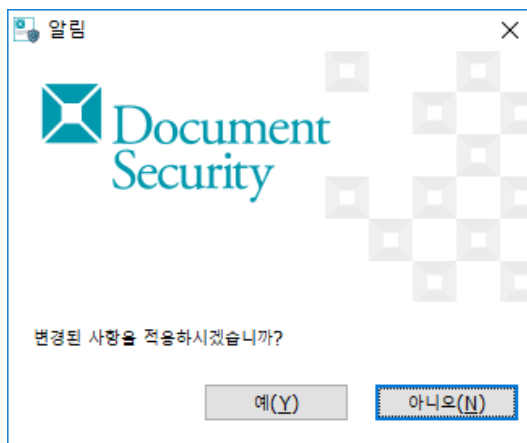 알림
Document
Security
변경된 사항을 적용하시겠습니까?
예(Y)
아니오(N)